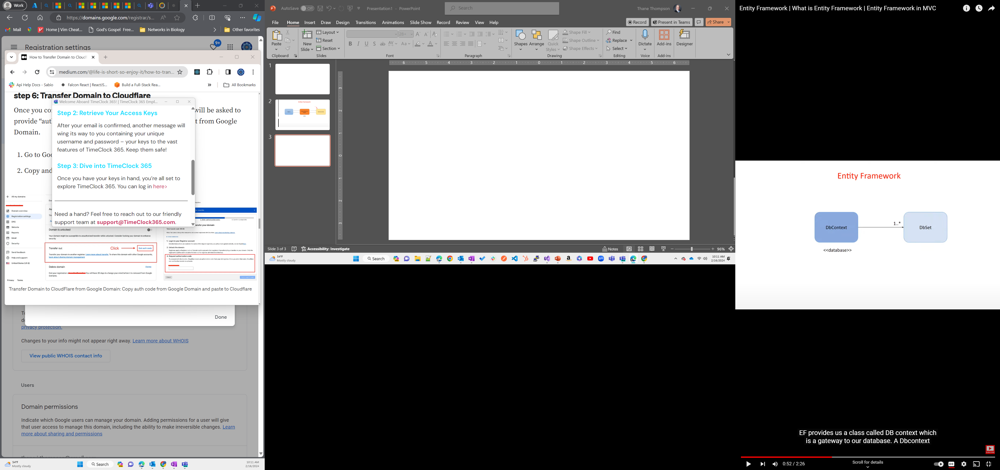 Work
https://domains.google.com/registrar/s...
Mail
Home | Vim Cheat...
God's Gospel Free...
Networks in Biology
Other favorites
Registration settings
9+
How to Transfer Domain to Cloudf
medium.com/@life-is-short-so-enjoy-it/how-to-tran...
Api Help Docs - Sabio
Falcon React | ReactJS...
Build a Full-Stack Rea...
All Bookmarks
step 6: Transfer Domain to Cloudflare
Once you co
will be asked to
provide “aut
t from Google
Domain.
1. Go to Goo
2. Copy and
Welcome Aboard TimeClock 365! | TimeClock 365 Empl...
Step 2: Retrieve Your Access Keys
After your email is confirmed, another message will
wing its way to you containing your unique
username and password – your keys to the vast
features of TimeClock 365. Keep them safe!
Step 3: Dive into TimeClock 365
Once you have your keys in hand, you’re all set to
explore TimeClock 365. You can log in here>
Need a hand? Feel free to reach out to our friendly
support team at support@TimeClock365.com.
All my domains
Domain overview
Registration settings
DNS
Website
Reports
Email
Security
Send feedback
Help and support
United States (US $)
Privacy Terms
Domain is unlocked
Your domain might be susceptible to unauthorized transfer while unlocked. Consider locking your domain to enhance
security
Transfer out
Click
Get auth code
Transfer your domain to another registrar. Learn more about transfer. To share this domain with other Google accounts,
learn about sharing domain management
Delete domain
Delete
End your registration
You will have 30 days to change your mind before it is removed from Google
Domains.
1. Login to your Registrar account
2. Unlock the domain
3. Request authorization code
Transfer Domain to CloudFlare from Google Domain: Copy auth code from Google Domain and paste to Cloudflare
Done
privacy protection.
Changes to your info might not appear right away. Learn more about WHOIS
View public WHOIS contact info
Users
Domain permissions
Indicate which Google users can manage your domain. Adding permissions for a user will give
that user access to manage this domain, including the ability to make irreversible changes. Learn
more about sharing and permissions
54°F
Mostly cloudy
Search
10:11 AM
2/16/2024
AutoSave Off
Presentation1 - PowerPoint
Search
Thane Thompson
File Home Insert Draw Design Transitions Animations Slide Show Record Review View Help
Record
Present in Teams
Share
Paste
Clipboard
New
Slide
Layout
Reset
Section
Slides
28+
Font
Paragraph
Shapes
Arrange
Quick
Styles
Shape Fill
Shape Outline
Shape Effects
Drawing
Find
Replace
Select
Editing
Dictate
Voice
Add-ins
Add-ins
Designer
6 5 4 3 2 1 0 1 2 3 4 5 6
3
2
1
0
1
2
3
1
2
Entity Framework
3
Slide 3 of 3
Accessibility: Investigate
Notes
96%
54°F
Mostly cloudy
Search
10:11 AM
2/16/2024
Entity Framework | What is Entity Framework | Entity Framework in MVC
Entity Framework
DbContext
1..*
DbSet
<<database>>
EF provides us a class called DB context which
is a gateway to our database. A Dbcontext
SUBSCRIBE
0:52 / 2:26
Scroll for details